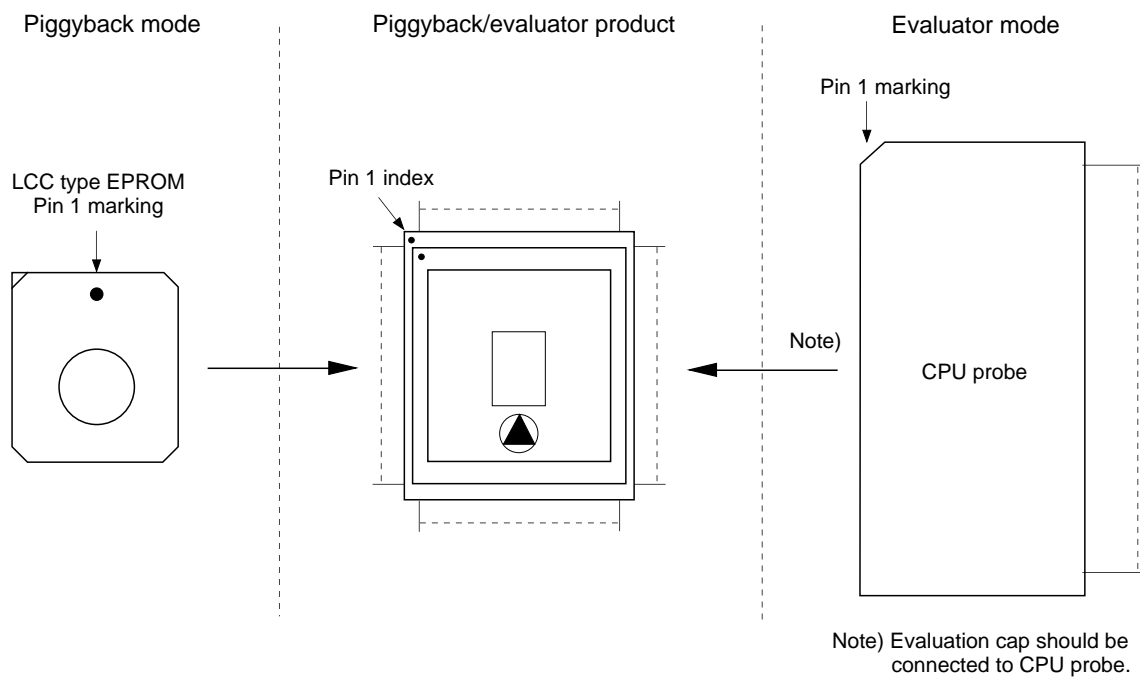 Piggyback mode
Piggyback/evaluator product
Evaluator mode
Pin 1 marking
LCC type EPROM
Pin 1 marking
Pin 1 index
Note)
CPU probe
Note) Evaluation cap should be
connected to CPU probe.